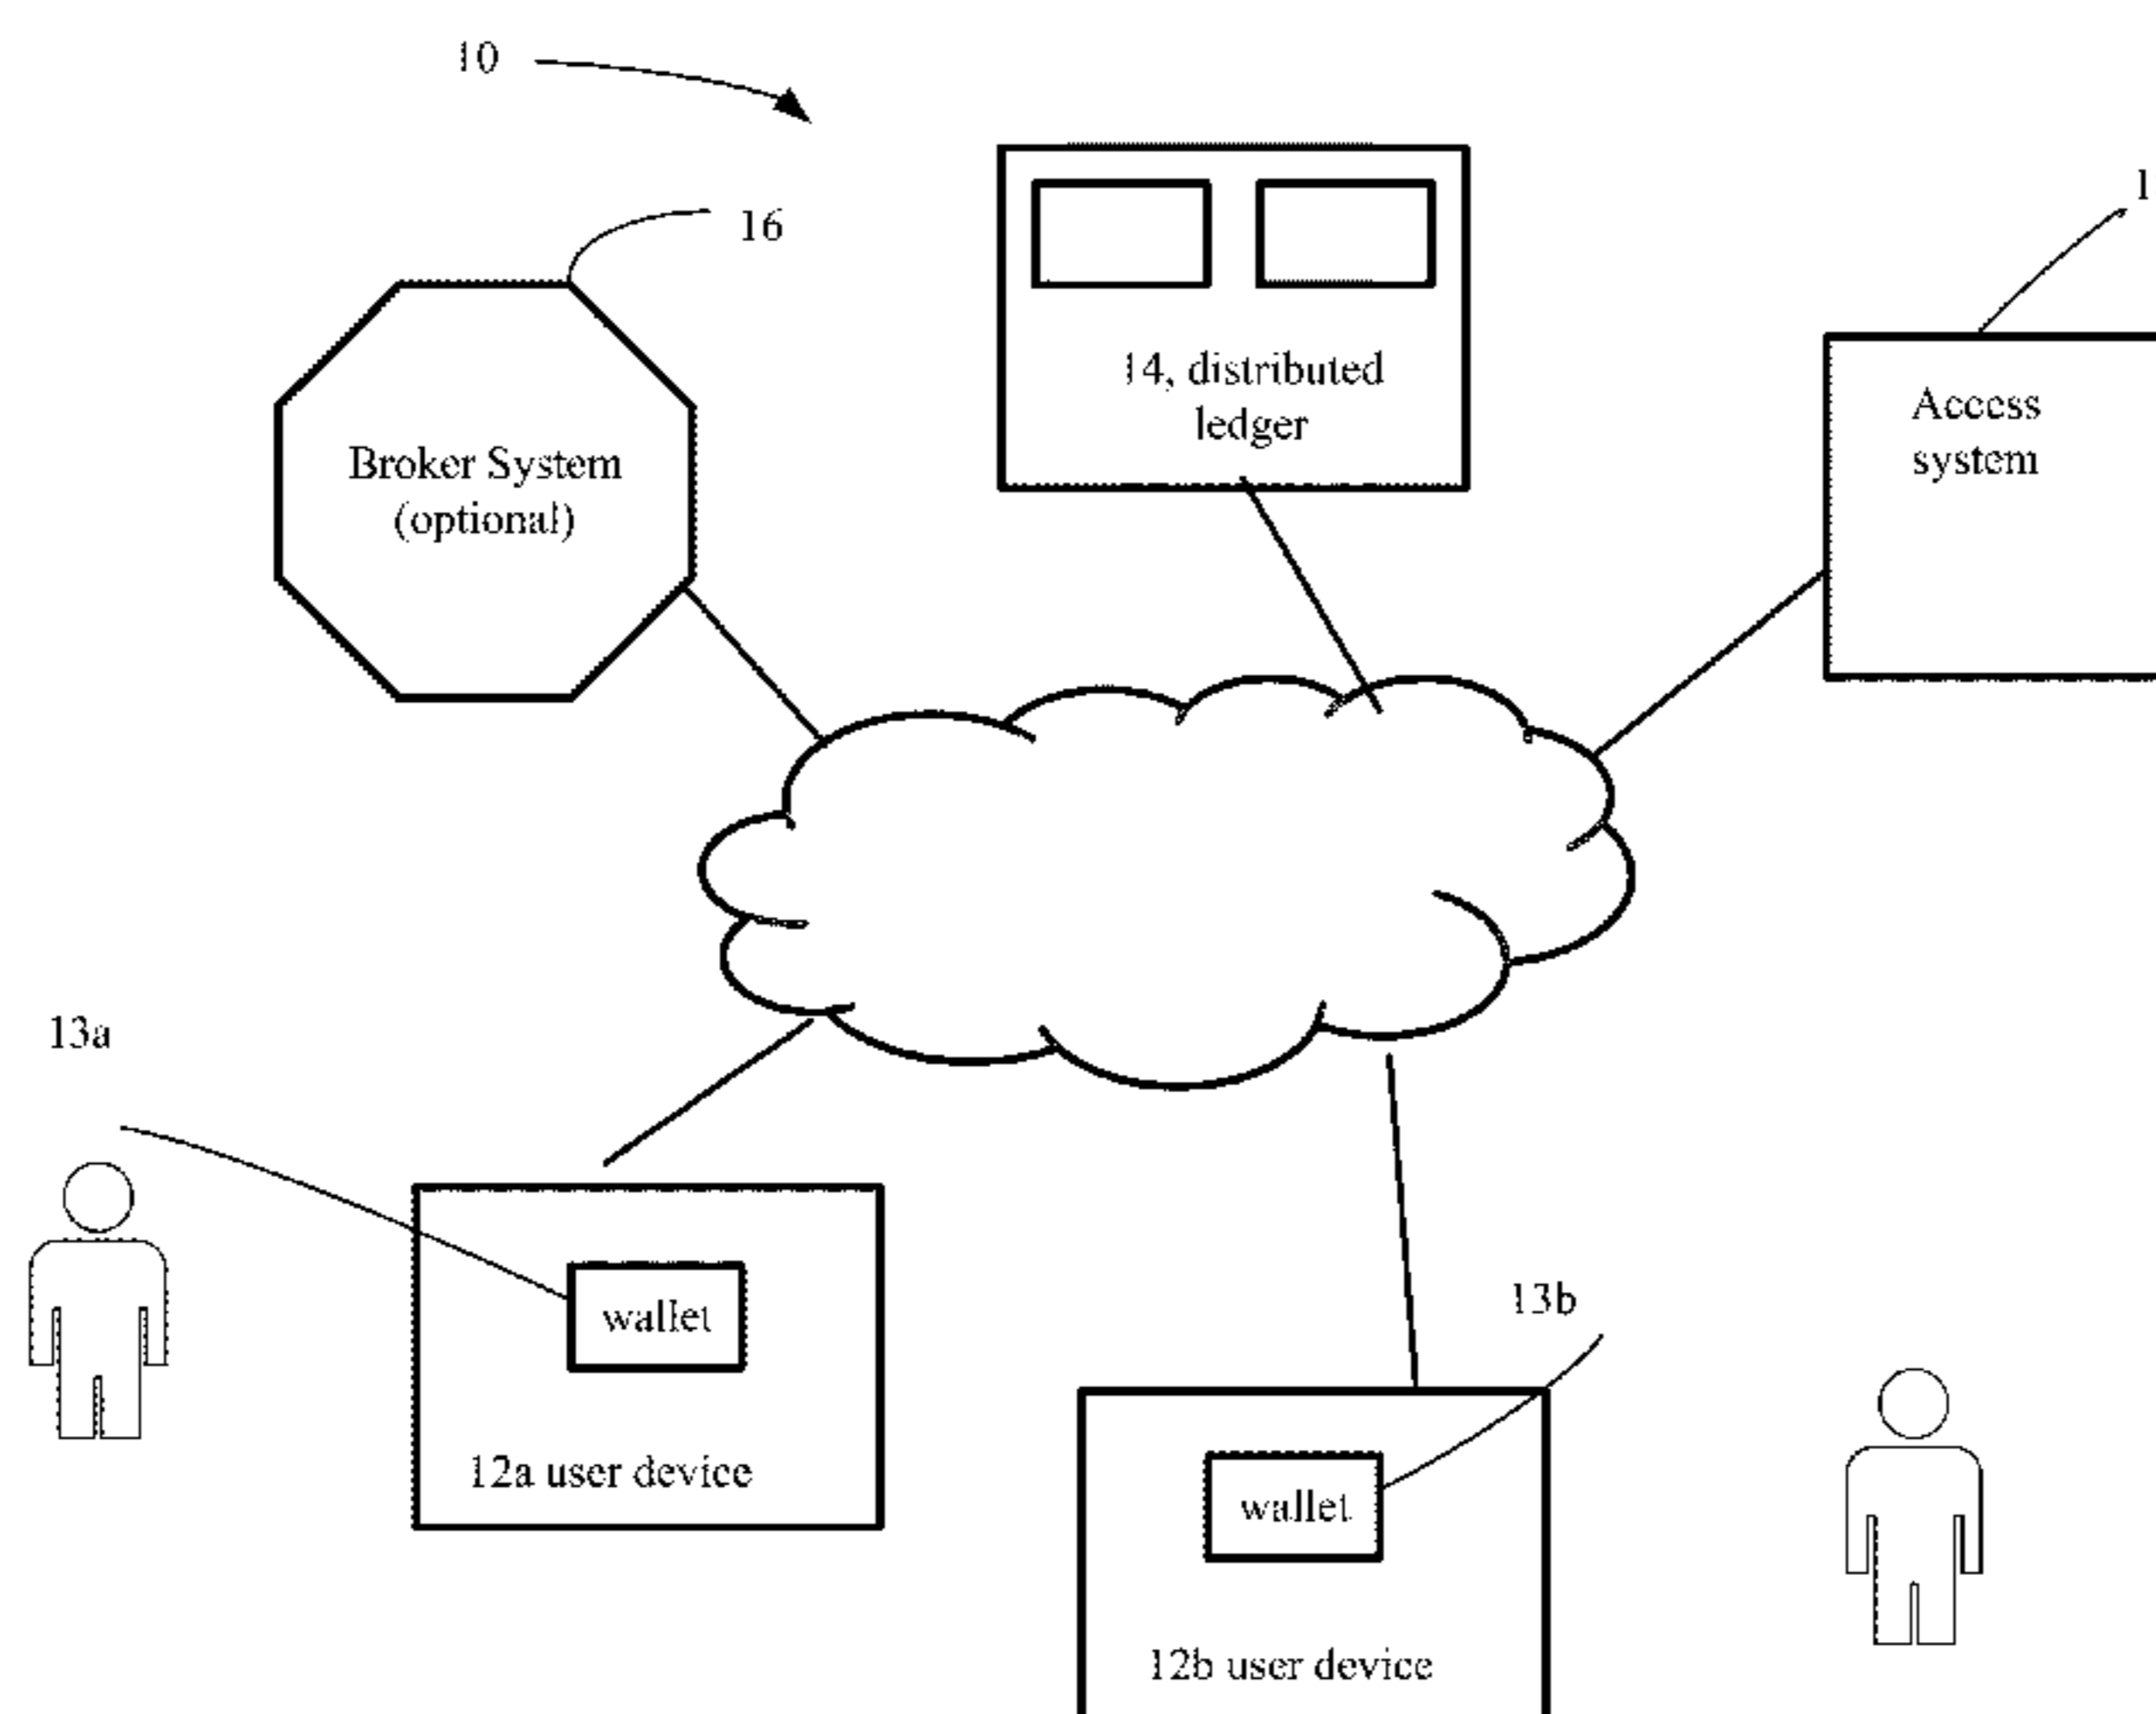 10
16
14, distributed
ledger
1
Access
system
Broker System
(optional)
13a
wallet
12a user device
13b
wallet
12b user device